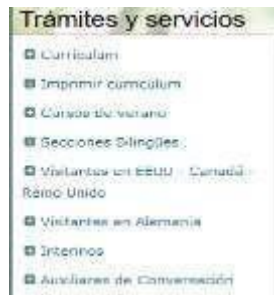 Trámites y servicios
Curriculum
Imprimir curriculum
Cursos de verano
Secciones Bilingües
Visitantes en EEUU - Canadá -
Reino Unido
Visitantes en Alemania
Interinos
Auxiliares de Conversación